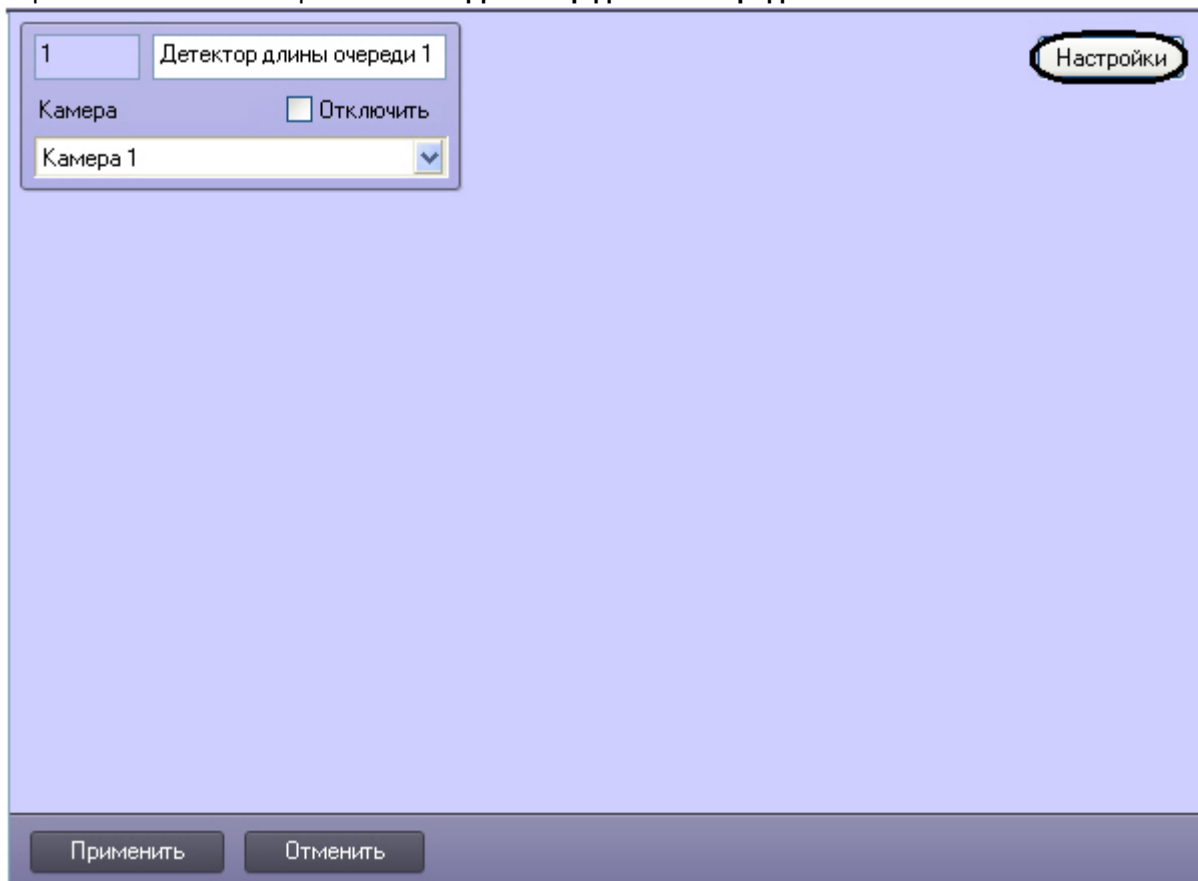 1 Детектор длины очереди 1
Настройки
Камера Отключить
Камера 1
Применить Отменить